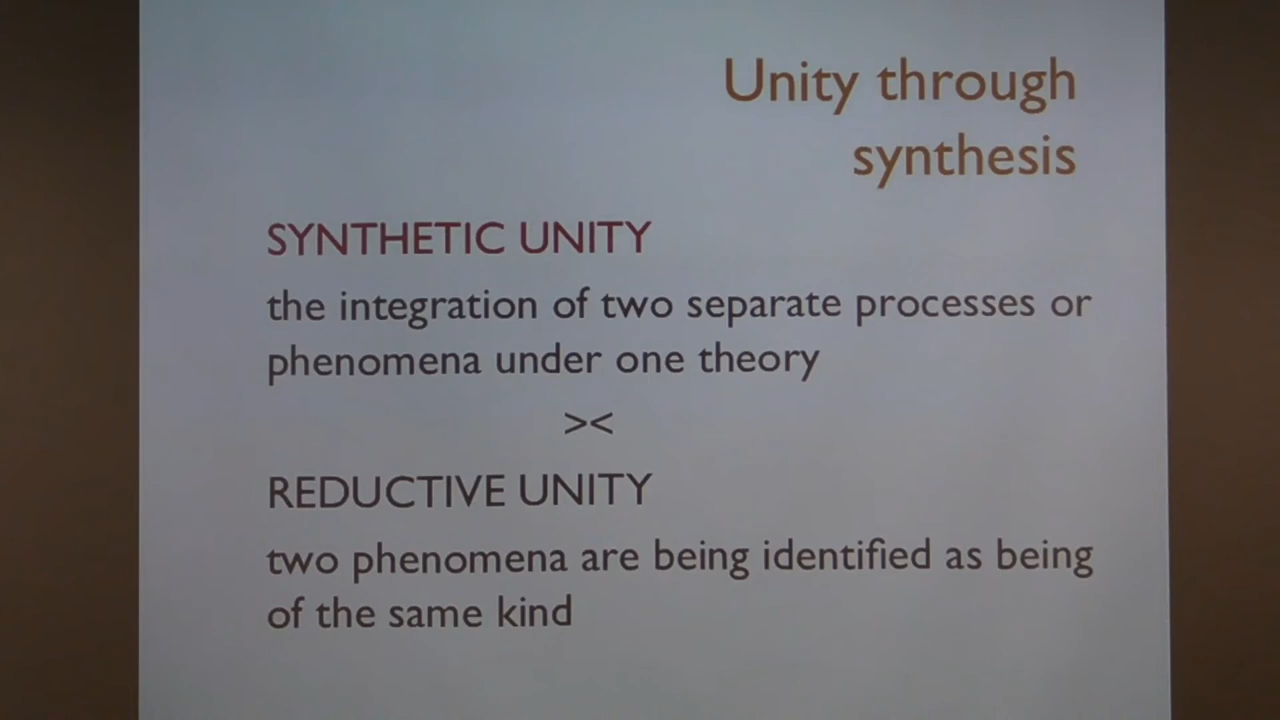 Unity through
synthesis
SYNTHETIC UNITY
the integration of two separate processes or
phenomena under one theory
><
REDUCTIVE UNITY
two phenomena are being identified as being
of the same kind